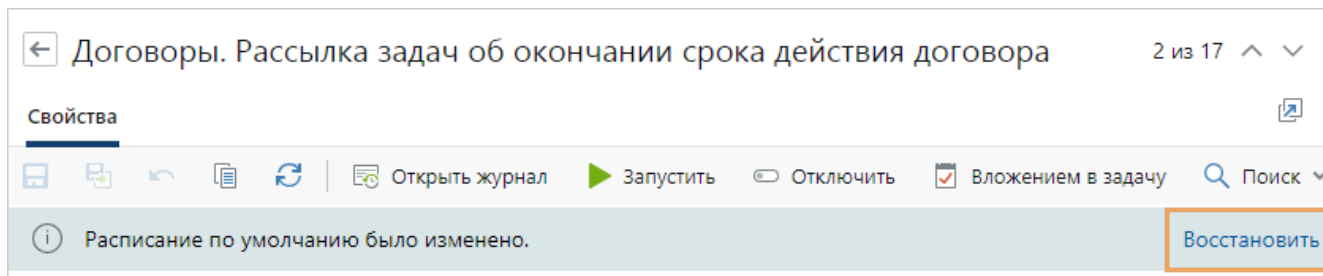 Договоры. Рассылка задач об окончании срока действия договора 2 из 17
Свойства
Открыть журнал Запустить Отключить Вложением в задачу Поиск
Расписание по умолчанию было изменено. Восстановить